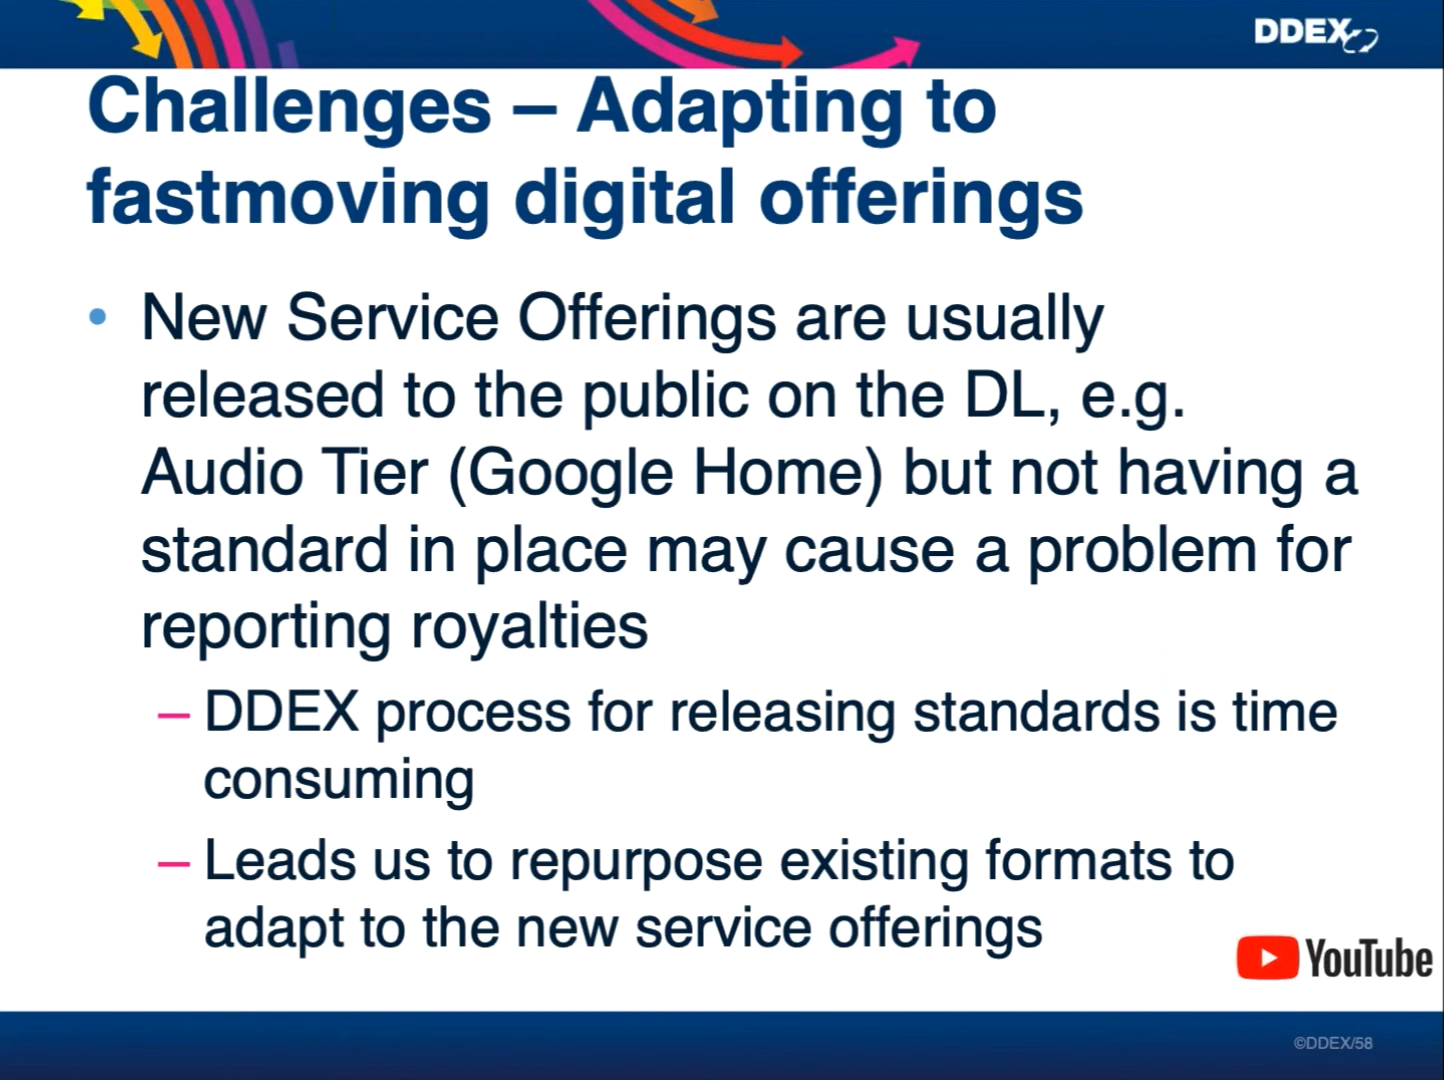 DDEX
Challenges – Adapting to
fastmoving digital offerings
• New Service Offerings are usually
released to the public on the DL, e.g.
Audio Tier (Google Home) but not having a
standard in place may cause a problem for
reporting royalties
– DDEX process for releasing standards is time
consuming
– Leads us to repurpose existing formats to
adapt to the new service offerings
YouTube
©DDEX/58